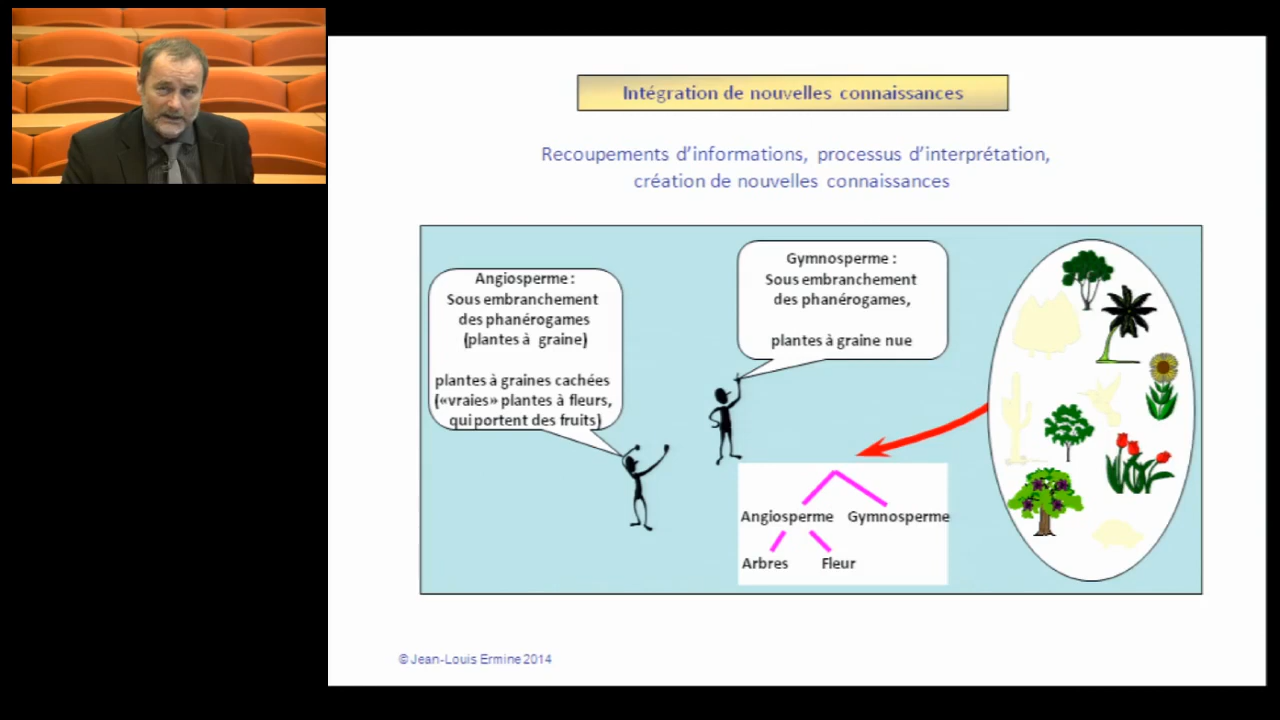 Intégration de nouvelles connaissances
Recoupements d'informations, processus d'interprétation,
création de nouvelles connaissances
Angiosperme :
Sous embranchement
des phanérogames
(plantes à graine)
plantes à graines cachées
(«vraies» plantes à fleurs,
qui portent des fruits)
Gymnosperme :
Sous embranchement
des phanérogames,
plantes à graine nue
Angiosperme Gymnosperme
Arbres Fleur
© Jean-Louis Ermine 2014